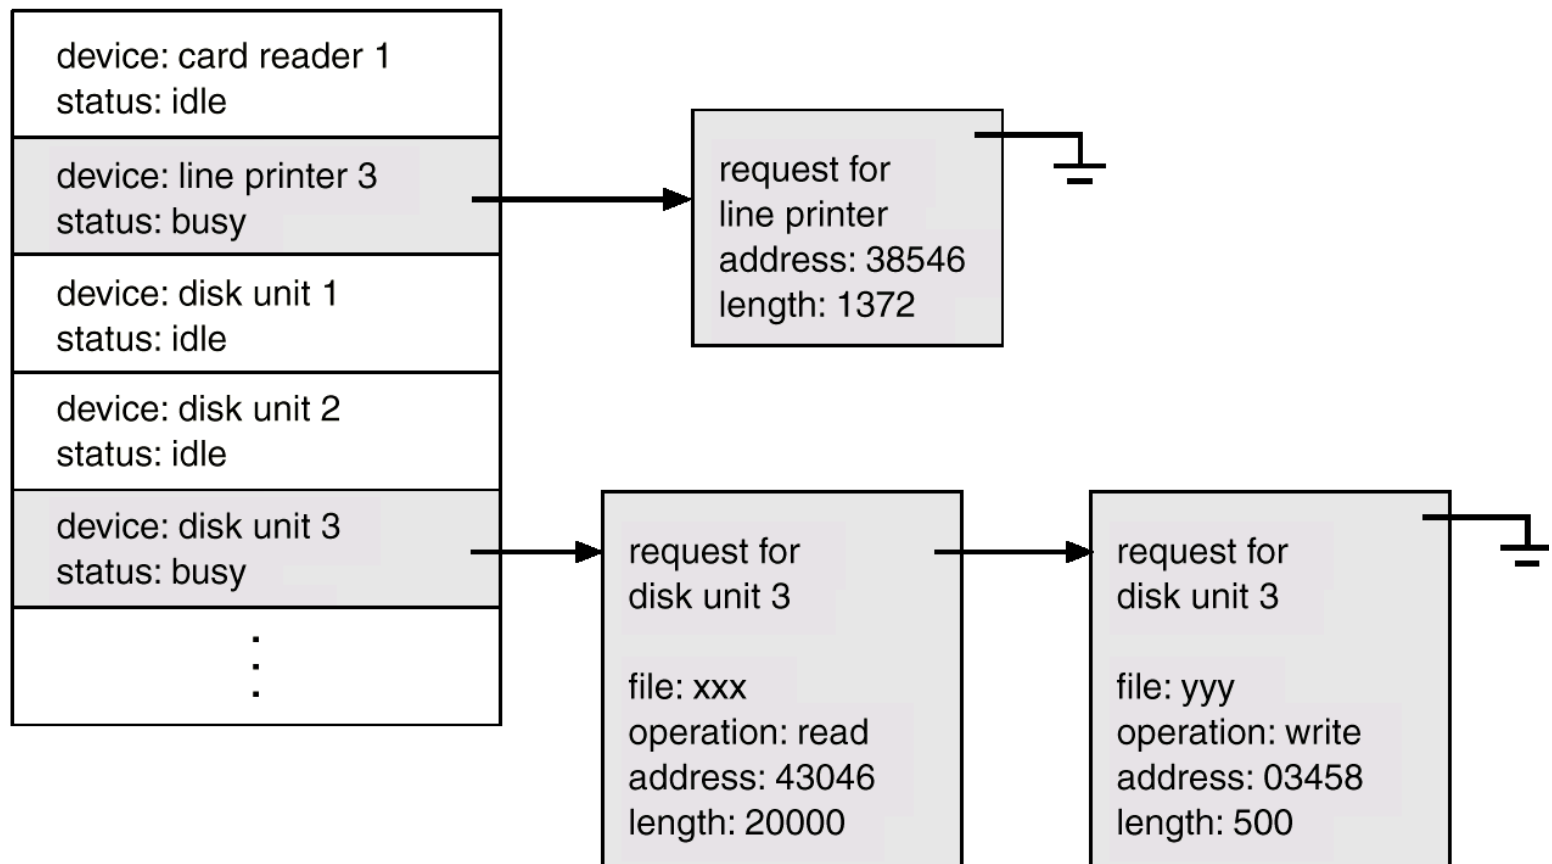 device: card reader 1
status: idle
device: line printer 3
status: busy
device: disk unit 1
status: idle
device: disk unit 2
status: idle
device: disk unit 3
status: busy
request for
line printer
address: 38546
length: 1372
request for
disk unit 3
file: xxx
operation: read
address: 43046
length: 20000
request for
disk unit 3
file: yyy
operation: write
address: 03458
length: 500